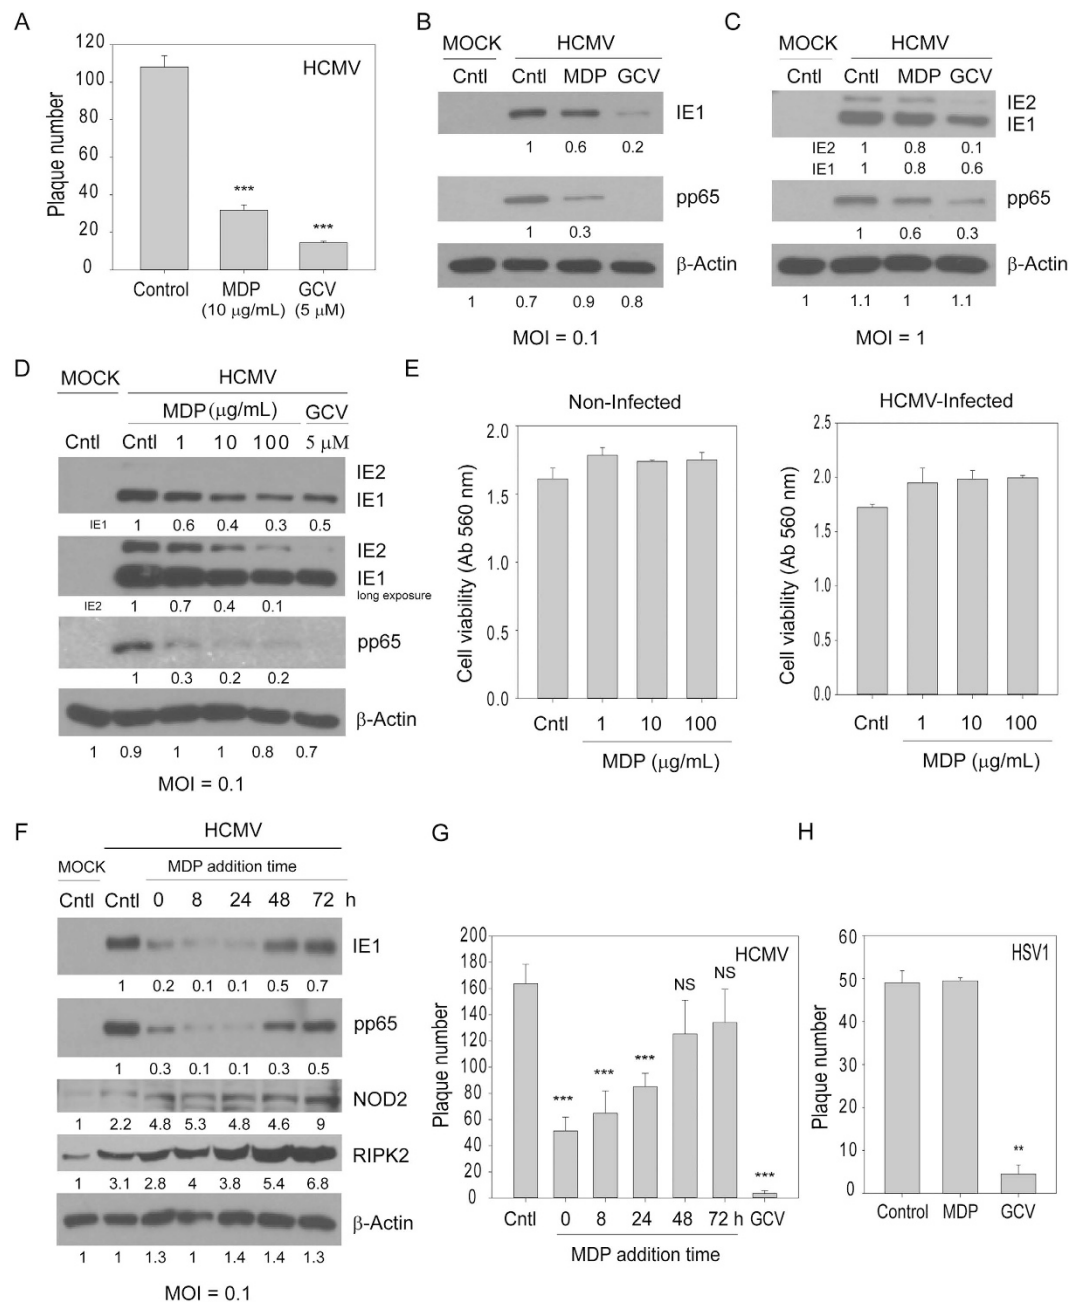 A
120
100
80
60
40
20
0
Plaque number
HCMV
***
***
Control
MDP
(10 μg/mL)
GCV
(5 μM)
B
MOCK
HCMV
Cntl
Cntl MDP GCV
IE1
1 0.6 0.2
pp65
1 0.3
β-Actin
1 0.7 0.9 0.8
MOI = 0.1
C
MOCK
HCMV
Cntl
Cntl MDP GCV
IE2
IE1
IE2 1 0.8 0.1
IE1 1 0.8 0.6
pp65
1 0.6 0.3
β-Actin
1 1.1 1 1.1
MOI = 1
D
MOCK
HCMV
MDP (μg/mL) GCV
Cntl Cntl 1 10 100 5 μM
IE2
IE1
IE1 1 0.6 0.4 0.3 0.5
IE2
IE1
long exposure
IE2 1 0.7 0.4 0.1
pp65
1 0.3 0.2 0.2
β-Actin
1 0.9 1 1 0.8 0.7
MOI = 0.1
E
Non-Infected
2.0
1.5
1.0
0.5
0.0
Cell viability (Ab 560 nm)
Cntl 1 10 100
MDP (μg/mL)
HCMV-Infected
2.5
2.0
1.5
1.0
0.5
0.0
Cell viability (Ab 560 nm)
Cntl 1 10 100
MDP (μg/mL)
F
HCMV
MOCK MDP addition time
Cntl Cntl 0 8 24 48 72 h
IE1
1 0.2 0.1 0.1 0.5 0.7
pp65
1 0.3 0.1 0.1 0.3 0.5
NOD2
1 2.2 4.8 5.3 4.8 4.6 9
RIPK2
1 3.1 2.8 4 3.8 5.4 6.8
β-Actin
1 1 1.3 1 1.4 1.4 1.3
MOI = 0.1
G
200
180
160
140
120
100
80
60
40
20
0
Plaque number
HCMV
***
***
***
NS
NS
***
Cntl 0 8 24 48 72 h GCV
MDP addition time
H
60
50
40
30
20
10
0
Plaque number
HSV1
**
Control MDP GCV